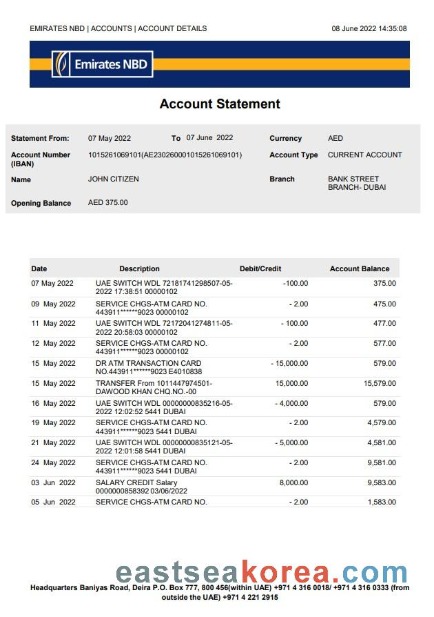 EMIRATES NBD | ACCOUNTS | ACCOUNT DETAILS 08 June 2022 14:35:08
Emirates NBD
Account Statement
Statement From: 07 May 2022 To 07 June 2022 Currency AED
Account Number (IBAN) 1015261069101(AE230260001015261069101) Account Type CURRENT ACCOUNT
Name JOHN CITIZEN Branch BANK STREET BRANCH- DUBAI
Opening Balance AED 375.00
Date Description Debit/Credit Account Balance
07 May 2022 UAE SWITCH WDL 72181741298507-05-2022 17:38:51 00000102 -100.00 375.00
09 May 2022 SERVICE CHGS-ATM CARD NO. 443911******9023 00000102 - 2.00 475.00
11 May 2022 UAE SWITCH WDL 72172041274811-05-2022 20:58:03 00000102 - 100.00 477.00
12 May 2022 SERVICE CHGS-ATM CARD NO. 443911******9023 00000102 - 2.00 577.00
15 May 2022 DR ATM TRANSACTION CARD NO.443911******9023 E4010838 - 15,000.00 579.00
15 May 2022 TRANSFER From 1011447974501-DAWOOD KHAN CHQ.NO.-00 15,000.00 15,579.00
16 May 2022 UAE SWITCH WDL 00000000835216-05-2022 12:02:52 5441 DUBAI - 4,000.00 579.00
19 May 2022 SERVICE CHGS-ATM CARD NO. 443911******9023 5441 DUBAI - 2.00 4,579.00
21 May 2022 UAE SWITCH WDL 00000000835121-05-2022 12:01:58 5441 DUBAI - 5,000.00 4,581.00
24 May 2022 SERVICE CHGS-ATM CARD NO. 443911******9023 5441 DUBAI - 2.00 9,581.00
03 Jun 2022 SALARY CREDIT Salary 0000000858392 03/06/2022 8,000.00 9,583.00
05 Jun 2022 SERVICE CHGS-ATM CARD NO. - 2.00 1,583.00
eastseakorea.com
Headquarters Baniyas Road, Deira P.O. Box 777, 800 456(within UAE) +971 4 316 0018/ +971 4 316 0333 (from
outside the UAE) +971 4 221 2915